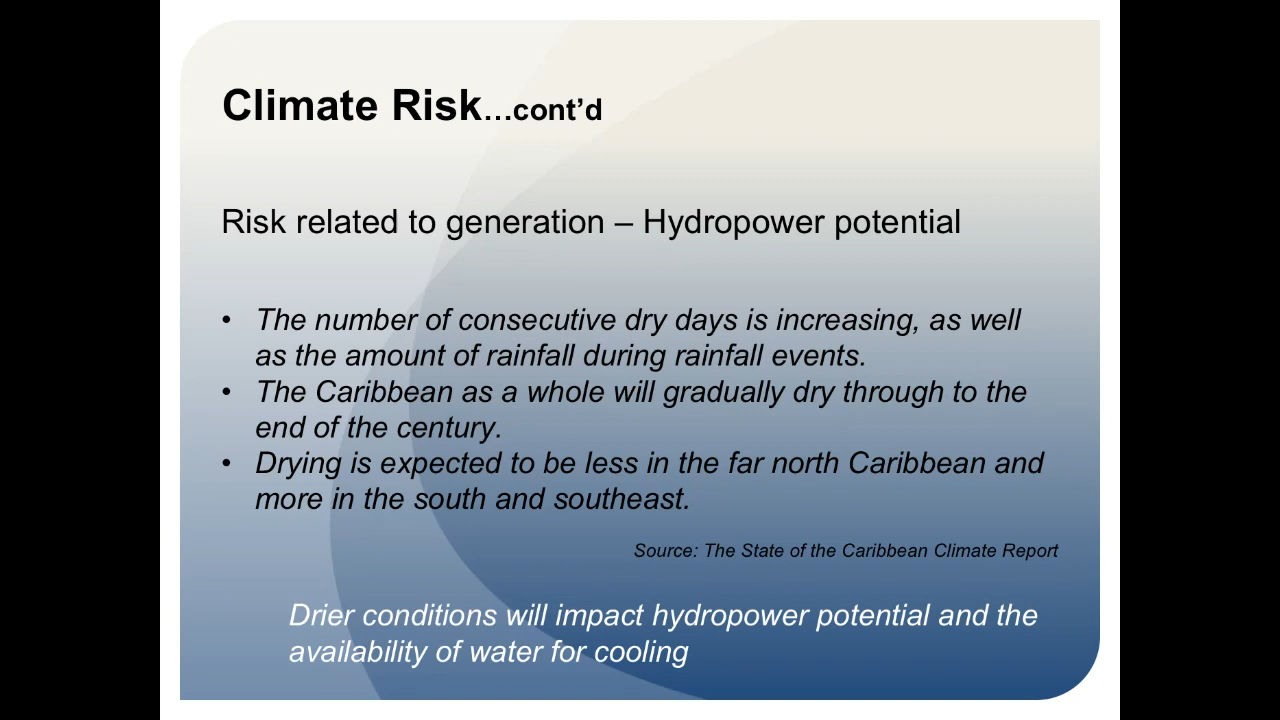 Climate Risk…cont’d
Risk related to generation – Hydropower potential
• The number of consecutive dry days is increasing, as well
as the amount of rainfall during rainfall events.
• The Caribbean as a whole will gradually dry through to the
end of the century.
• Drying is expected to be less in the far north Caribbean and
more in the south and southeast.
Source: The State of the Caribbean Climate Report
Drier conditions will impact hydropower potential and the
availability of water for cooling